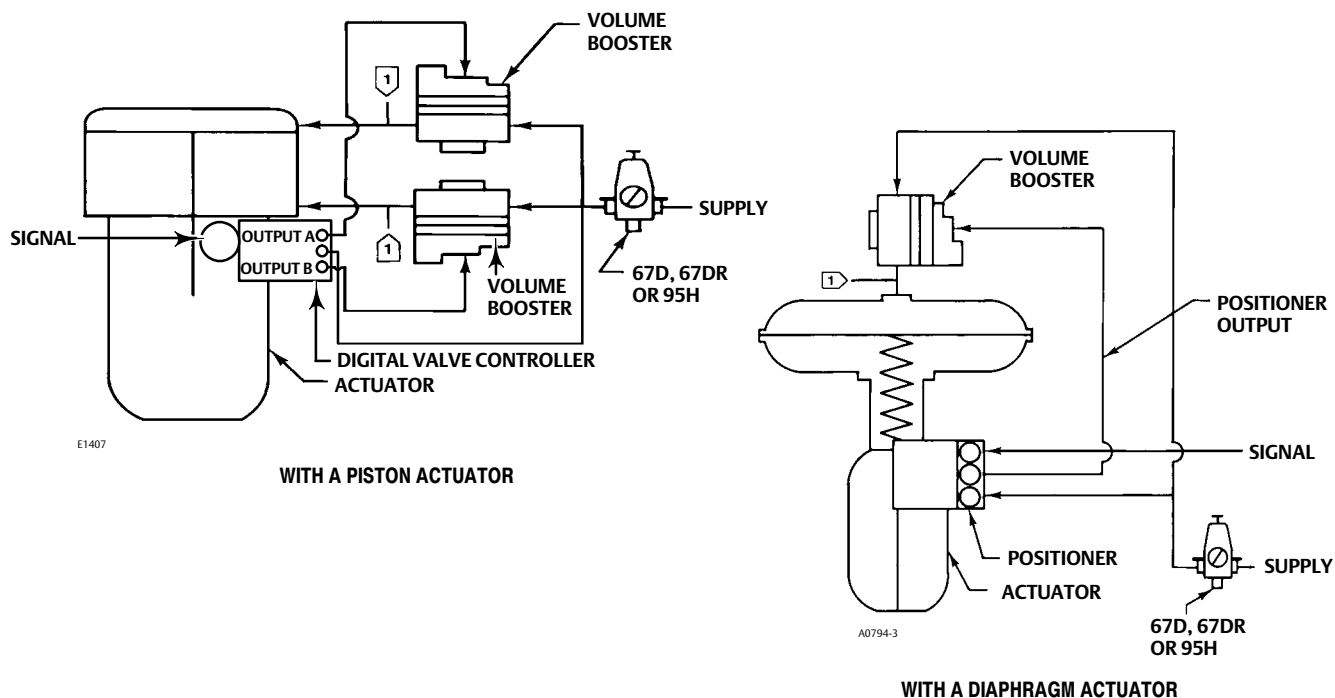 VOLUME
BOOSTER
1
SIGNAL
OUTPUT A
OUTPUT B
1
VOLUME
BOOSTER
SUPPLY
67D, 67DR
OR 95H
DIGITAL VALVE CONTROLLER
ACTUATOR
E1407
WITH A PISTON ACTUATOR
VOLUME
BOOSTER
1
POSITIONER
OUTPUT
SIGNAL
POSITIONER
ACTUATOR
SUPPLY
67D, 67DR
OR 95H
A0794-3
WITH A DIAPHRAGM ACTUATOR